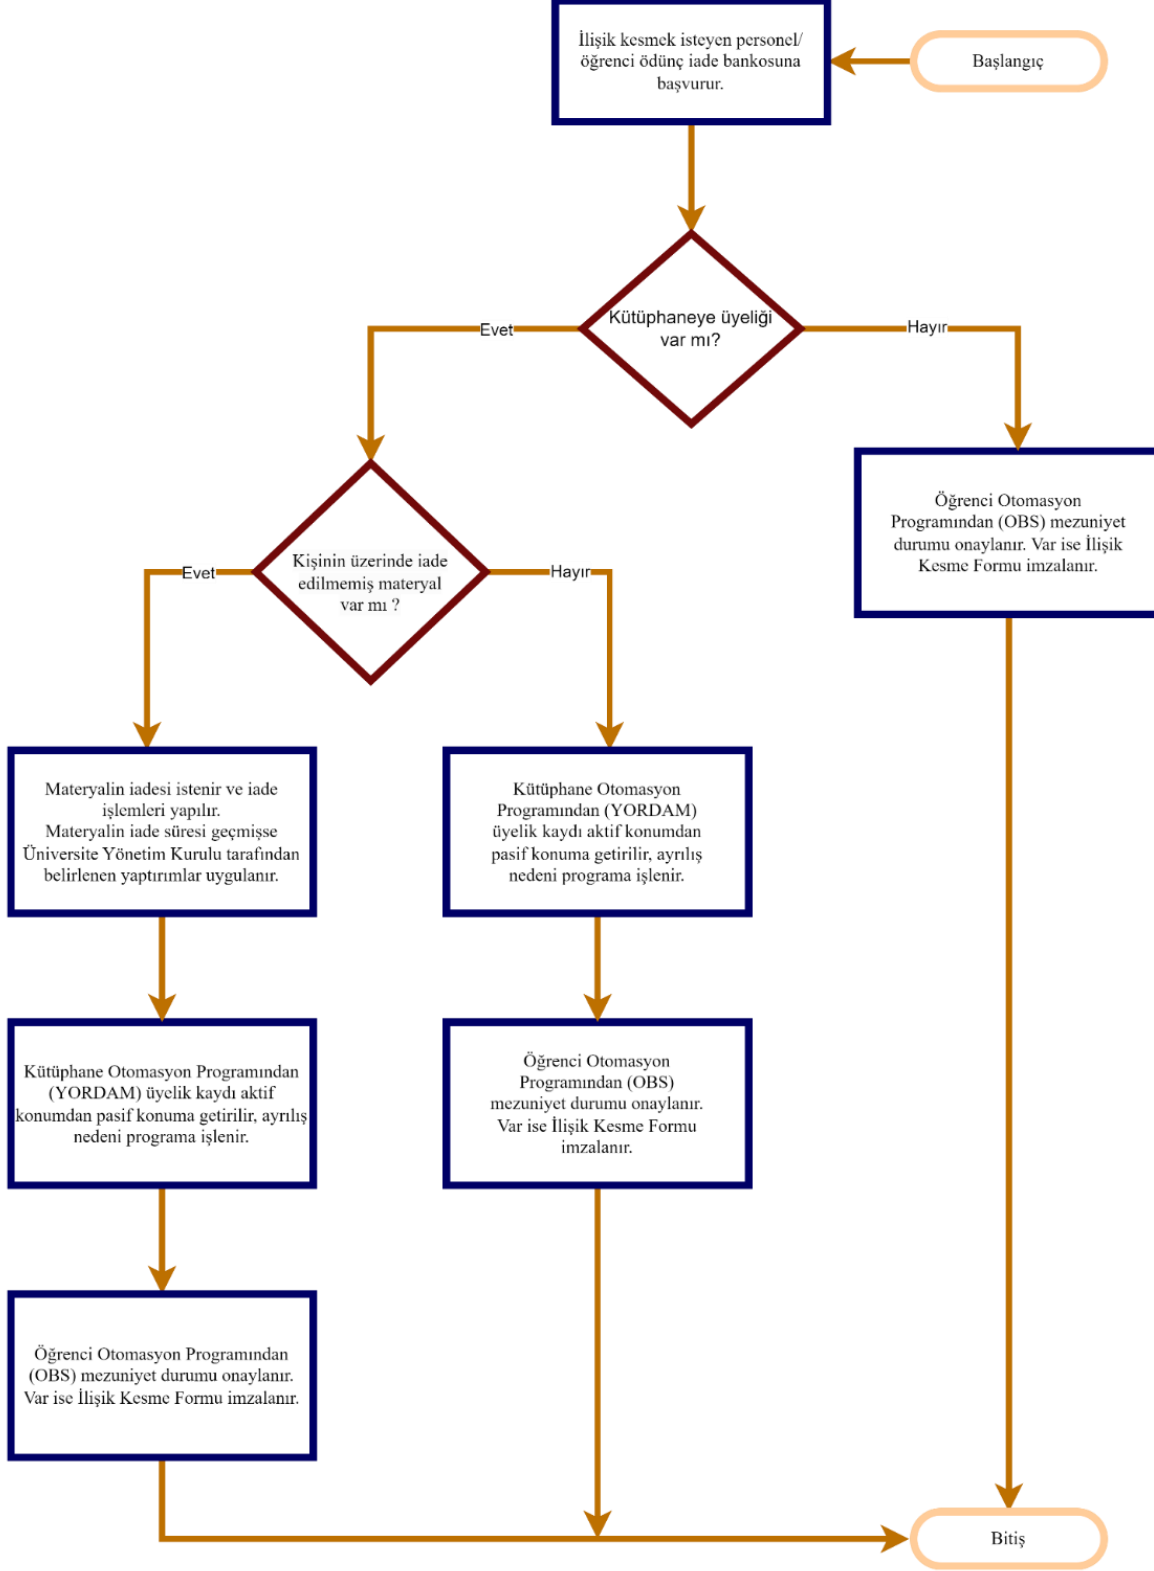 İlişik kesmek isteyen personel/
öğrenci ödünç iade bankosuna
başvurur.
Başlangıç
Kütüphaneye üyeliği
var mı?
Evet
Hayır
Öğrenci Otomasyon
Programından (OBS) mezuniyet
durumu onaylanır. Var ise İlişik
Kesme Formu imzalanır.
Kişinin üzerinde iade
edilmemiş materyal
var mı ?
Evet
Hayır
Materyalin iadesi istenir ve iade
işlemleri yapılır.
Materyalin iade süresi geçmişse
Üniversite Yönetim Kurulu tarafından
belirlenen yaptırımlar uygulanır.
Kütüphane Otomasyon
Programından (YORDAM)
üyelik kaydı aktif konumdan
pasif konuma getirilir, ayrılış
nedeni programa işlenir.
Kütüphane Otomasyon Programından
(YORDAM) üyelik kaydı aktif
konumdan pasif konuma getirilir, ayrılış
nedeni programa işlenir.
Öğrenci Otomasyon
Programından (OBS)
mezuniyet durumu onaylanır.
Var ise İlişik Kesme Formu
imzalanır.
Öğrenci Otomasyon Programından
(OBS) mezuniyet durumu onaylanır.
Var ise İlişik Kesme Formu imzalanır.
Bitiş